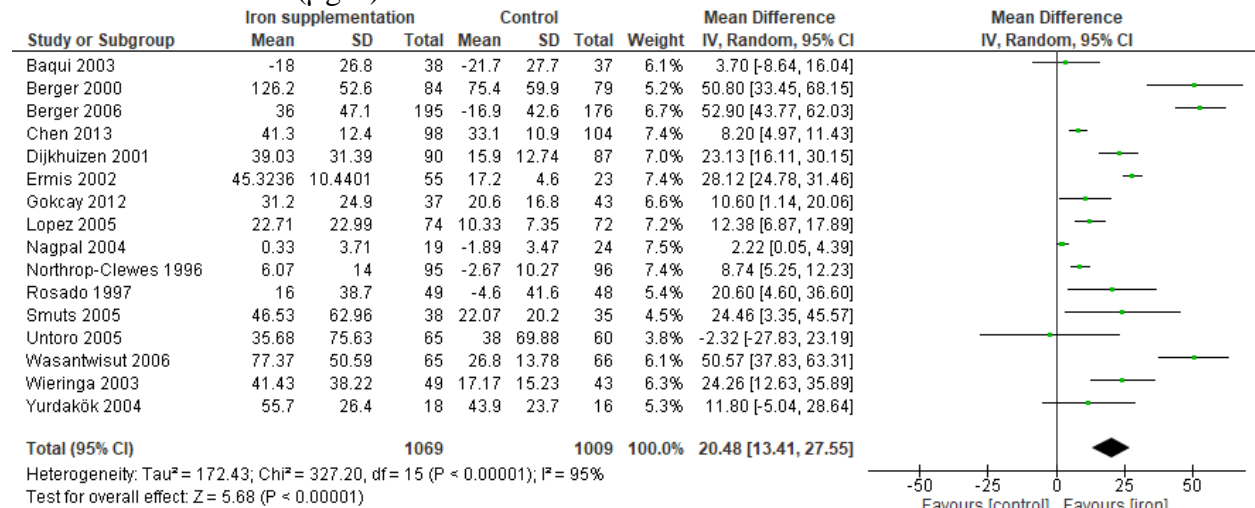 Iron supplementation Control Mean Difference Mean Difference
Study or Subgroup Mean SD Total Mean SD Total Weight IV, Random, 95% CI IV, Random, 95% CI
Baqui 2003 -18 26.8 38 -21.7 27.7 37 6.1% 3.70 [-8.64, 16.04]
Berger 2000 126.2 52.6 84 75.4 59.9 79 5.2% 50.80 [33.45, 68.15]
Berger 2006 36 47.1 195 -16.9 42.6 176 6.7% 52.90 [43.77, 62.03]
Chen 2013 41.3 12.4 98 33.1 10.9 104 7.4% 8.20 [4.97, 11.43]
Dijkhuizen 2001 39.03 31.39 90 15.9 12.74 87 7.0% 23.13 [16.11, 30.15]
Ermis 2002 45.3236 10.4401 55 17.2 4.6 23 7.4% 28.12 [24.78, 31.46]
Gokcay 2012 31.2 24.9 37 20.6 16.8 43 6.6% 10.60 [1.14, 20.06]
Lopez 2005 22.71 22.99 74 10.33 7.35 72 7.2% 12.38 [6.87, 17.89]
Nagpal 2004 0.33 3.71 19 -1.89 3.47 24 7.5% 2.22 [0.05, 4.39]
Northrop-Clewes 1996 6.07 14 95 -2.67 10.27 96 7.4% 8.74 [5.25, 12.23]
Rosado 1997 16 38.7 49 -4.6 41.6 48 5.4% 20.60 [4.60, 36.60]
Smuts 2005 46.53 62.96 38 22.07 20.2 35 4.4% 24.46 [3.35, 45.57]
Untoro 2005 35.68 75.63 65 38 69.88 60 3.8% -2.32 [-27.83, 23.19]
Wasantwisut 2006 77.37 50.59 65 26.8 13.78 66 6.1% 50.57 [37.83, 63.31]
Wieringa 2003 41.43 38.22 49 17.17 15.23 43 6.3% 24.26 [12.63, 35.89]
Yurdakök 2004 55.7 26.4 18 43.9 23.7 16 5.3% 11.80 [-5.04, 28.64]
Total (95% CI) 1069 1009 100.0% 20.48 [13.41, 27.55]
Heterogeneity: Tau² = 172.43; Chi² = 327.20, df = 15 (P < 0.00001); I² = 95%
Test for overall effect: Z = 5.68 (P < 0.00001)
-50 -25 0 25 50
Favours [control] Favours [iron]